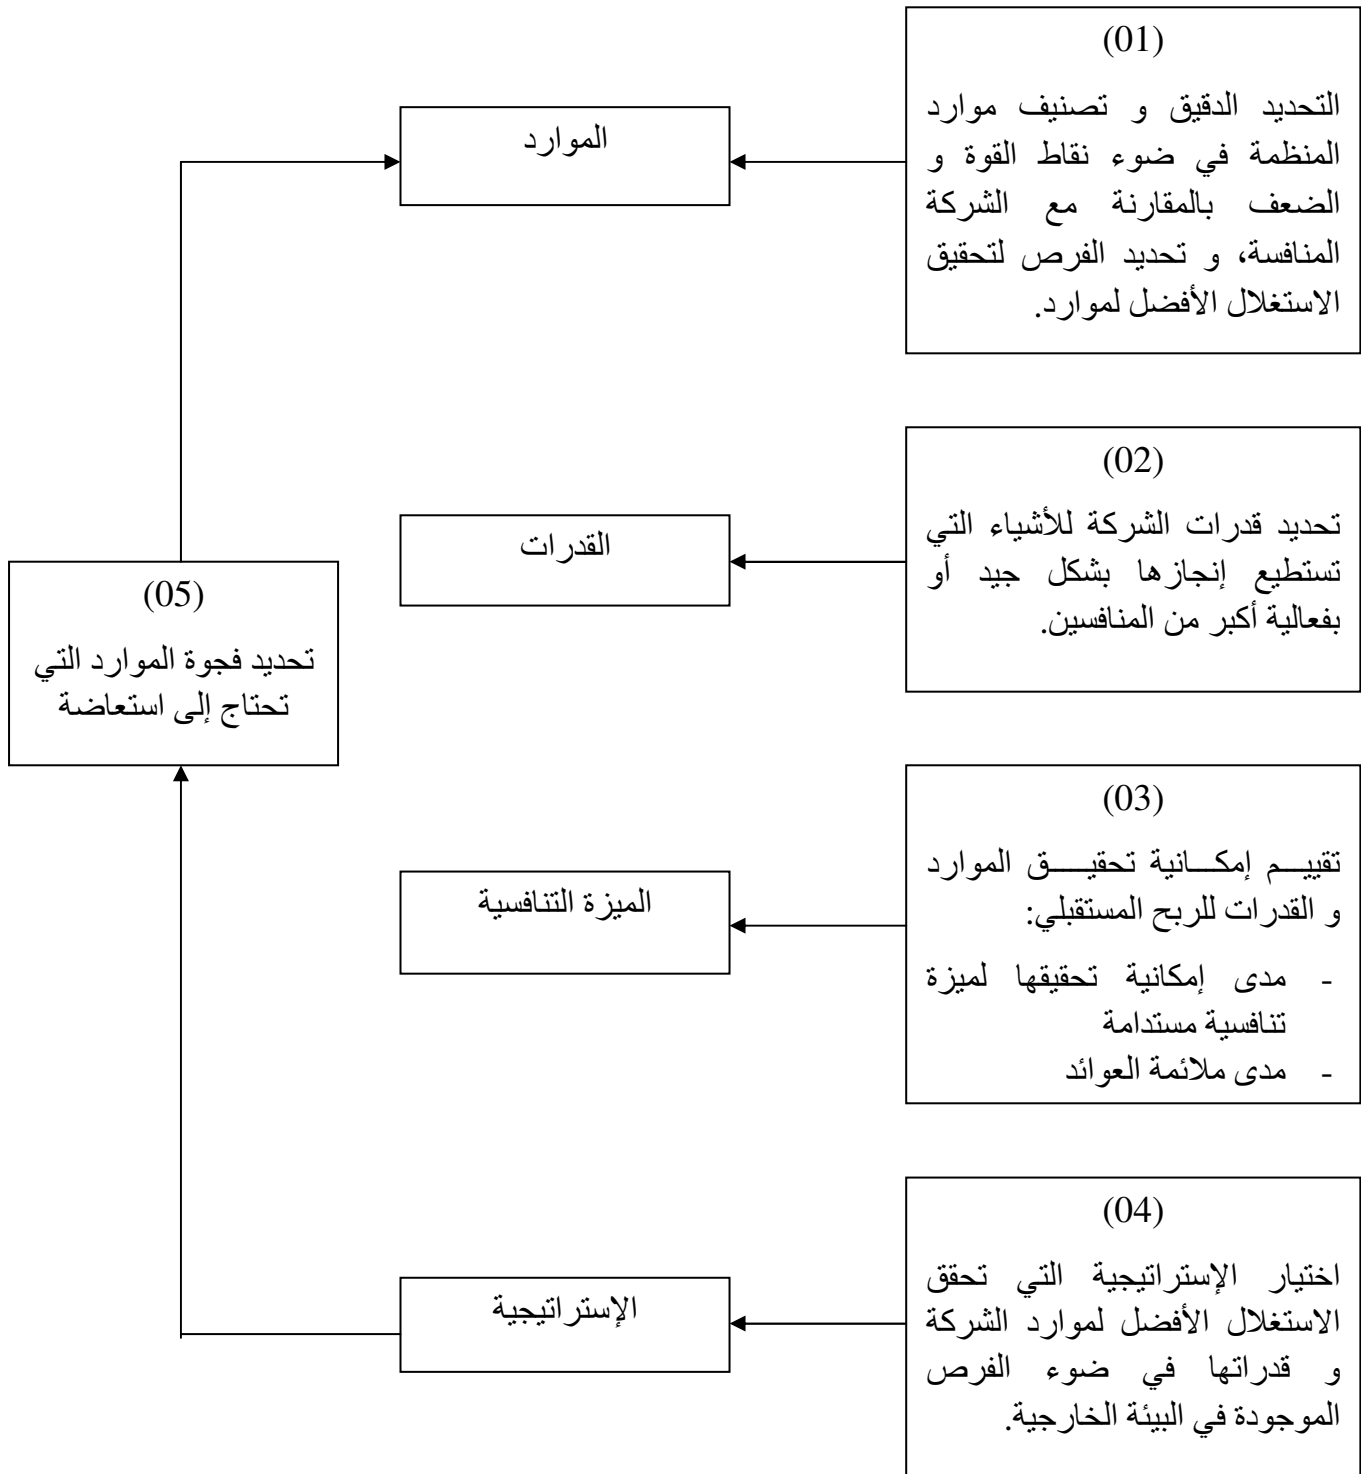 (01)
التحديد الدقيق و تصنيف موارد
المنظمة في ضوء نقاط القوة و
الضعف بالمقارنة مع الشركة
المنافسة، و تحديد الفرص لتحقيق
الاستغلال الأفضل لموارد.
الموارد
(02)
تحديد قدرات الشركة للأشياء التي
تستطيع إنجازها بشكل جيد أو
بفعالية أكبر من المنافسين.
القدرات
(03)
تقييم إمكانية تحقيق الموارد
و القدرات للربح المستقبلي:
- مدى إمكانية تحقيقها لميزة
تنافسية مستدامة
- مدى ملائمة العوائد
الميزة التنافسية
(04)
اختيار الإستراتيجية التي تحقق
الاستغلال الأفضل لموارد الشركة
و قدراتها في ضوء الفرص
الموجودة في البيئة الخارجية.
الإستراتيجية
(05)
تحديد فجوة الموارد التي
تحتاج إلى استعاضة